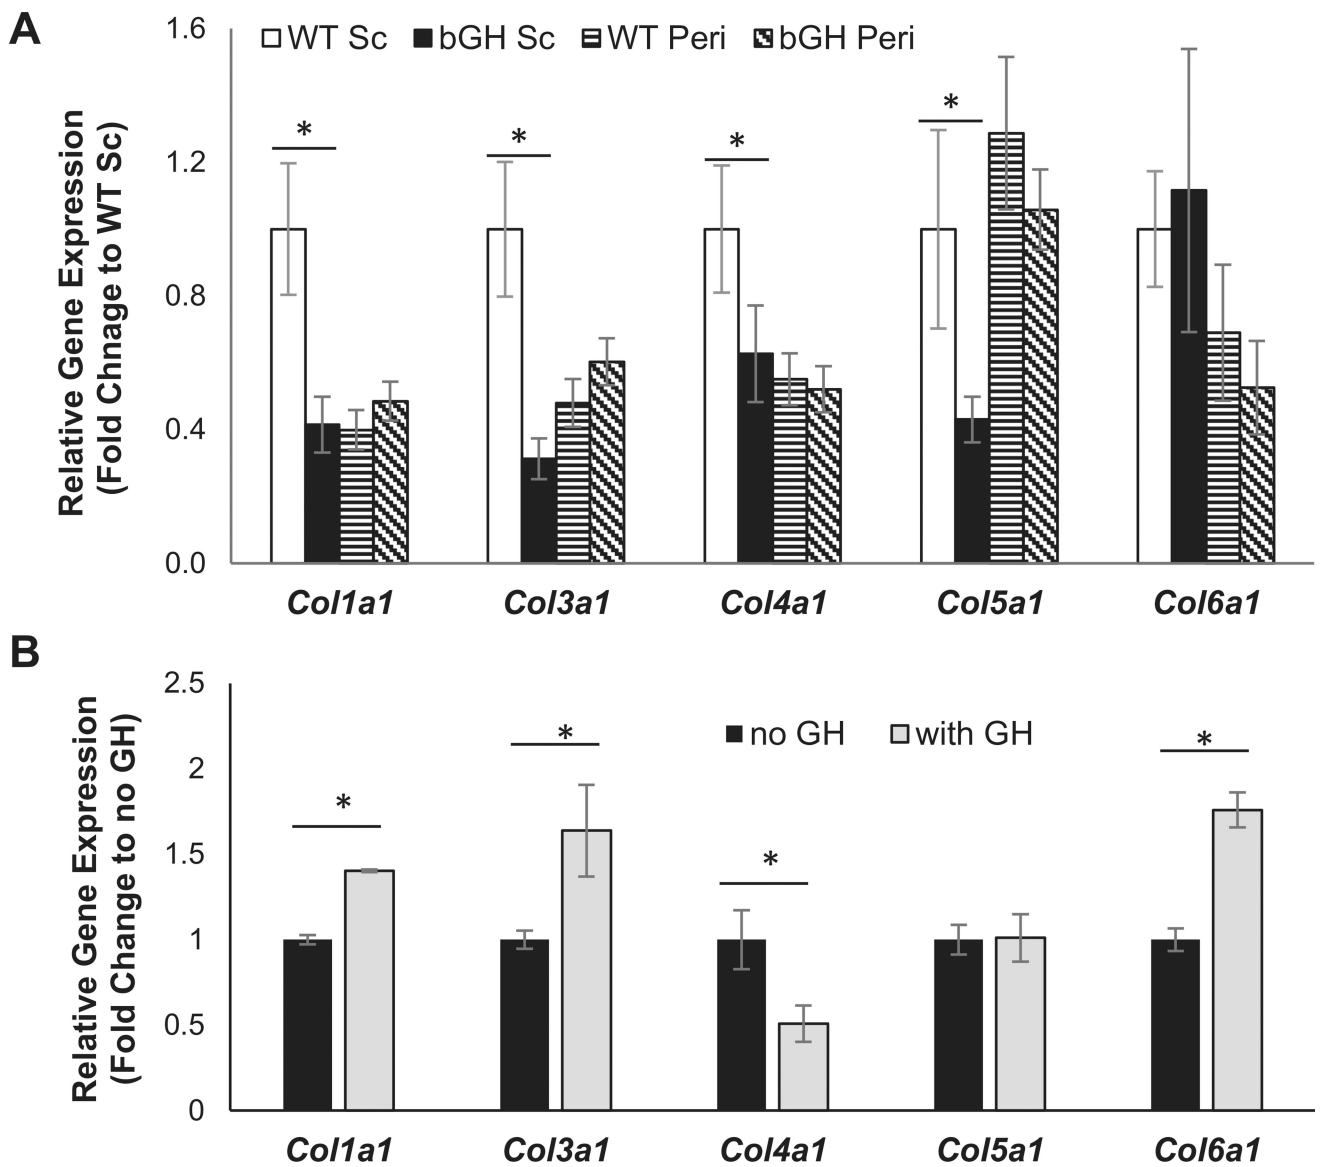 A
WT Sc bGH Sc WT Peri bGH Peri
Relative Gene Expression
(Fold Chnage to WT Sc)
1.6
1.2
0.8
0.4
0.0
* * * *
Col1a1 Col3a1 Col4a1 Col5a1 Col6a1
B
no GH with GH
Relative Gene Expression
(Fold Change to no GH)
2.5
2
1.5
1
0.5
0
* * * *
Col1a1 Col3a1 Col4a1 Col5a1 Col6a1